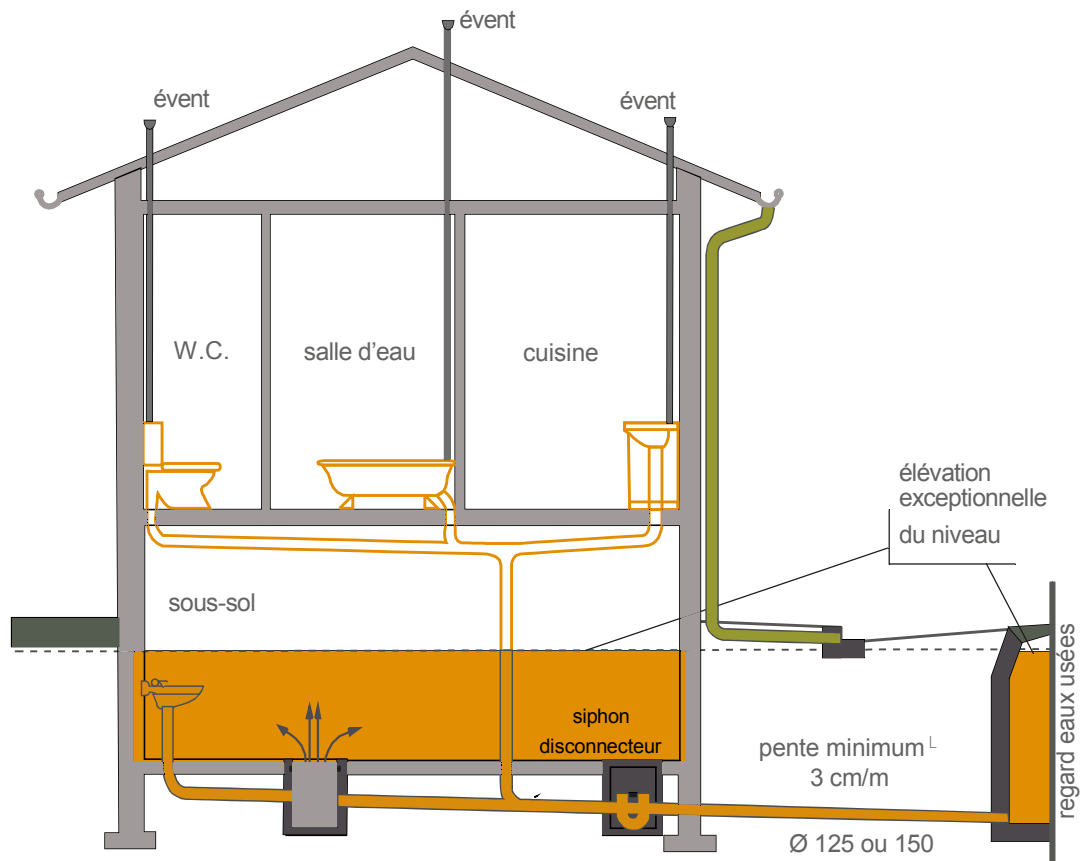 évent
évent
évent
W.C.
salle d'eau
cuisine
élévation
exceptionnelle
du niveau
sous-sol
siphon
disconnecteur
pente minimum
3 cm/m
Ø 125 ou 150
regard eaux usées